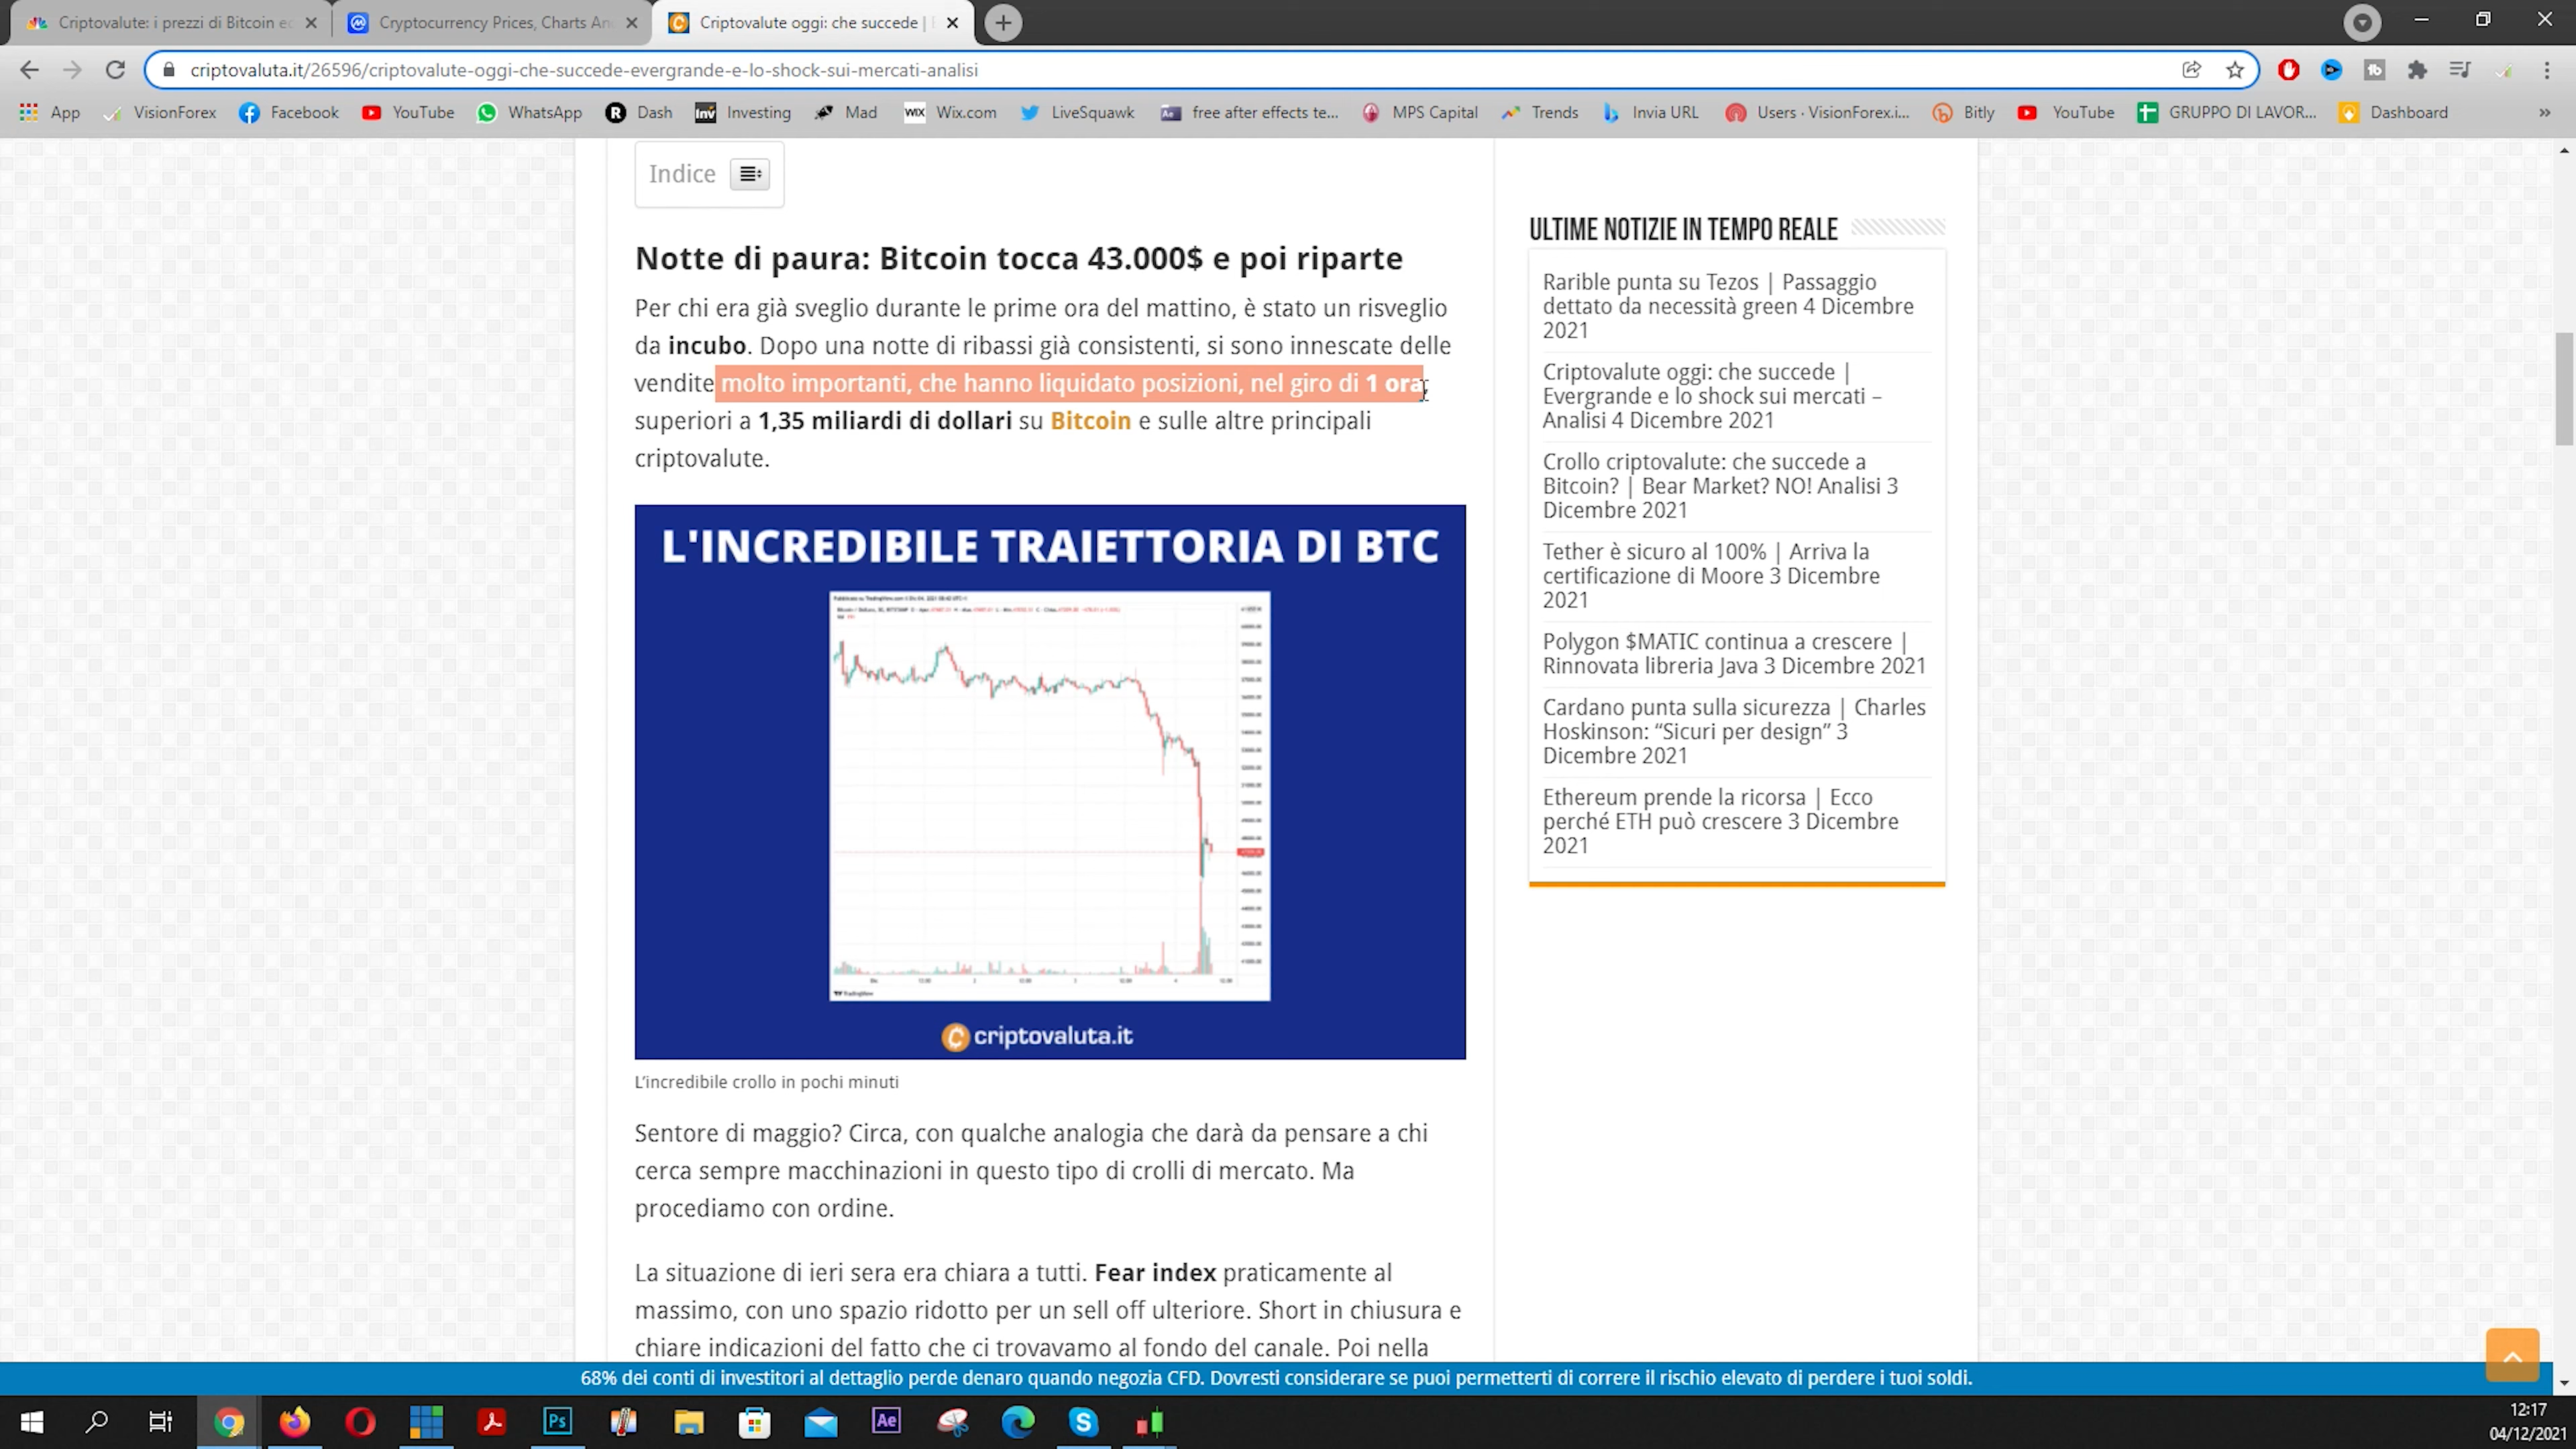 Criptovalute: i prezzi di Bitcoin ec
Cryptocurrency Prices, Charts An
Criptovalute oggi: che succede |
criptovaluta.it/26596/criptovalute-oggi-che-succede-evergrande-e-lo-shock-sui-mercati-analisi
App
VisionForex
Facebook
YouTube
WhatsApp
Dash
Investing
Mad
Wix.com
LiveSquawk
free after effects te...
MPS Capital
Trends
Invia URL
Users · VisionForex.i...
Bitly
YouTube
GRUPPO DI LAVOR...
Dashboard
Indice
Notte di paura: Bitcoin tocca 43.000$ e poi riparte
Per chi era già sveglio durante le prime ora del mattino, è stato un risveglio
da incubo. Dopo una notte di ribassi già consistenti, si sono innescate delle
vendite molto importanti, che hanno liquidato posizioni, nel giro di 1 ora,
superiori a 1,35 miliardi di dollari su Bitcoin e sulle altre principali
criptovalute.
L'INCREDIBILE TRAIETTORIA DI BTC
TradingView
criptovaluta.it
L'incredibile crollo in pochi minuti
Sentore di maggio? Circa, con qualche analogia che darà da pensare a chi
cerca sempre macchinazioni in questo tipo di crolli di mercato. Ma
procediamo con ordine.
La situazione di ieri sera era chiara a tutti. Fear index praticamente al
massimo, con uno spazio ridotto per un sell off ulteriore. Short in chiusura e
chiare indicazioni del fatto che ci trovavamo al fondo del canale. Poi nella
ULTIME NOTIZIE IN TEMPO REALE
Rarible punta su Tezos | Passaggio
dettato da necessità green 4 Dicembre
2021
Criptovalute oggi: che succede |
Evergrande e lo shock sui mercati –
Analisi 4 Dicembre 2021
Crollo criptovalute: che succede a
Bitcoin? | Bear Market? NO! Analisi 3
Dicembre 2021
Tether è sicuro al 100% | Arriva la
certificazione di Moore 3 Dicembre
2021
Polygon $MATIC continua a crescere |
Rinnovata libreria Java 3 Dicembre 2021
Cardano punta sulla sicurezza | Charles
Hoskinson: “Sicuri per design” 3
Dicembre 2021
Ethereum prende la ricorsa | Ecco
perché ETH può crescere 3 Dicembre
2021
68% dei conti di investitori al dettaglio perde denaro quando negozia CFD. Dovresti considerare se puoi permetterti di correre il rischio elevato di perdere i tuoi soldi.
12:17
04/12/2021